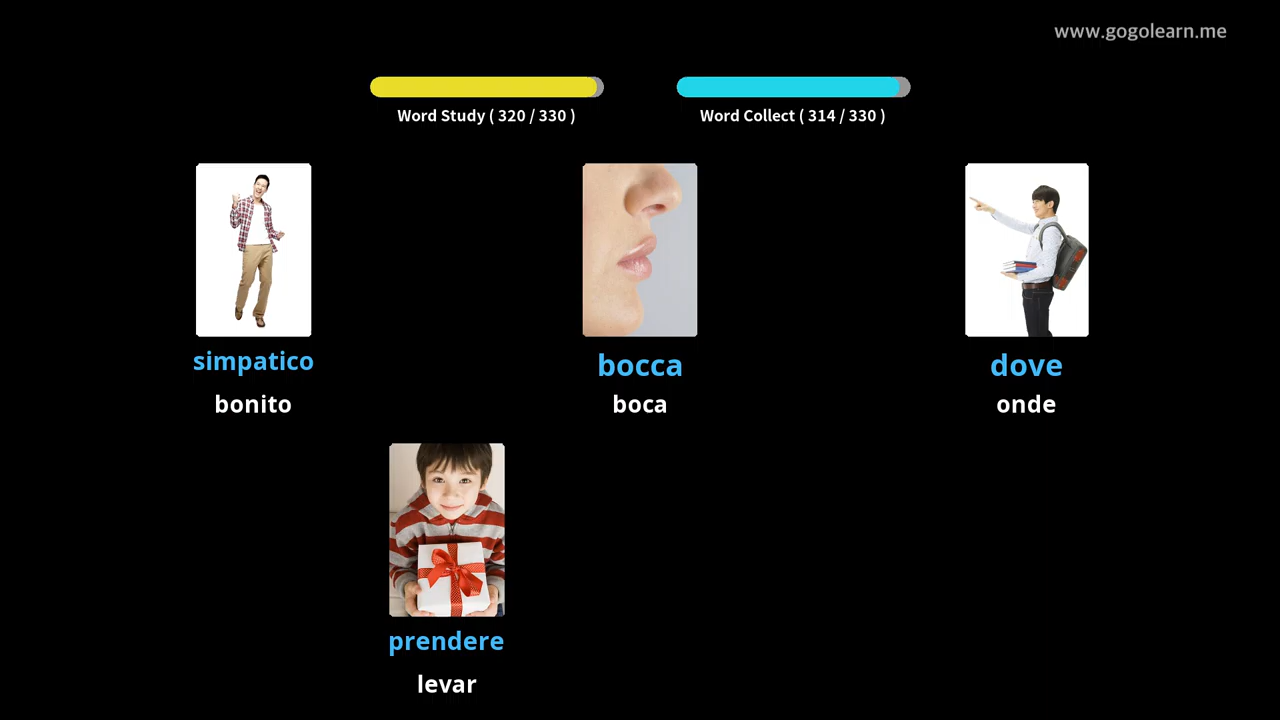 www.gogolearn.me
Word Study ( 320 / 330 )
Word Collect ( 314 / 330 )
simpatico
bonito
bocca
boca
dove
onde
prendere
levar